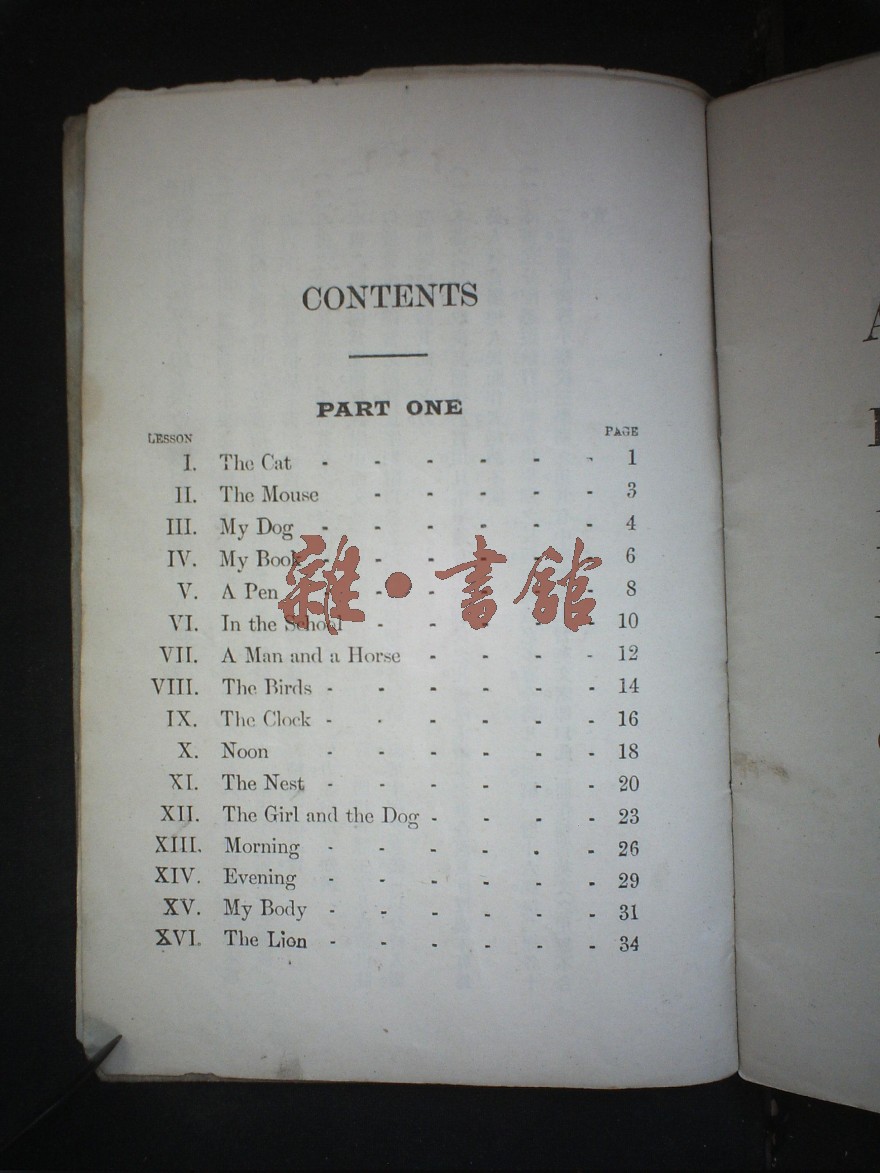 CONTENTS
PART ONE
LESSON PAGE
I. The Cat - - - - - - 1
II. The Mouse - - - - - 3
III. My Dog - - - - - - 4
IV. My Book - - - - - - 6
V. A Pen - - - - - - 8
VI. In the School - - - - - 10
VII. A Man and a Horse - - - - 12
VIII. The Birds - - - - - - 14
IX. The Clock - - - - - - 16
X. Noon - - - - - - 18
XI. The Nest - - - - - - 20
XII. The Girl and the Dog - - - - 23
XIII. Morning - - - - - - 26
XIV. Evening - - - - - - 29
XV. My Body - - - - - - 31
XVI. The Lion - - - - - - 34
雜·書館